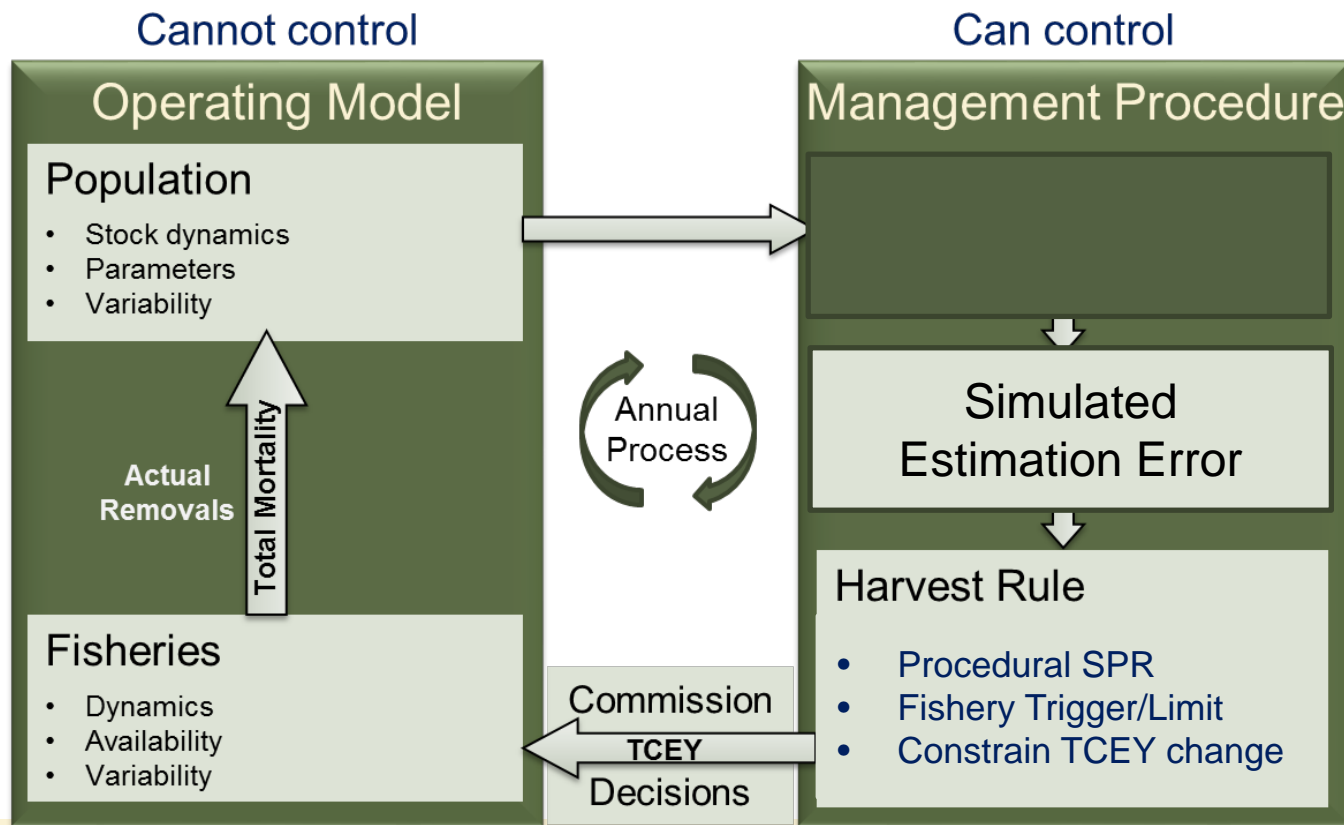 Cannot control
Can control
Operating Model
Population
• Stock dynamics
• Parameters
• Variability
Actual
Removals
Total Mortality
Fisheries
• Dynamics
• Availability
• Variability
Annual
Process
Commission
TCEY
Decisions
Management Procedure
Simulated
Estimation Error
Harvest Rule
• Procedural SPR
• Fishery Trigger/Limit
• Constrain TCEY change